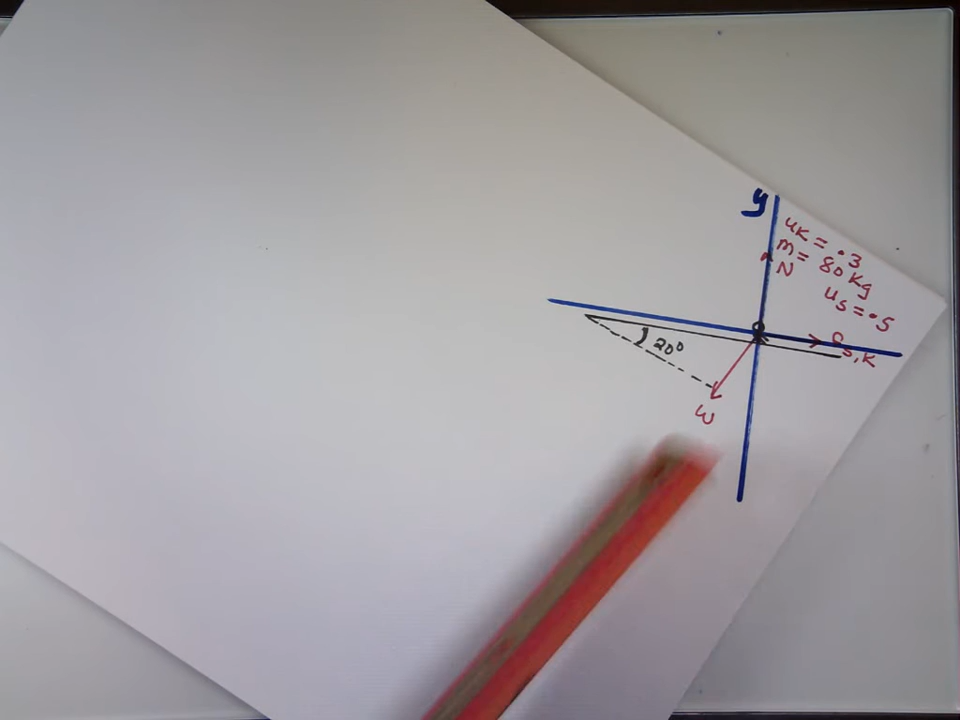 y
uK = .3
m = 80 Kg
N
us = .5
s,K
20°
W